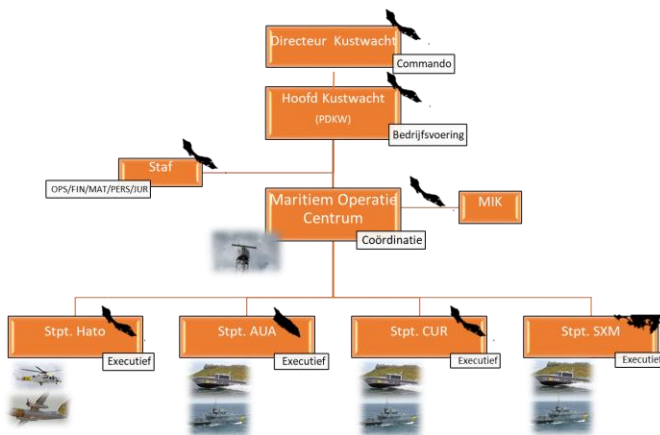 Directeur Kustwacht
Commando
Hoofd Kustwacht
(PDKW)
Bedrijfsvoering
Staf
OPS/FIN/MAT/PERS/JUR
Maritiem Operatie
Centrum
Coördinatie
MIK
Stpt. Hato
Executief
Stpt. AUA
Executief
Stpt. CUR
Executief
Stpt. SXM
Executief